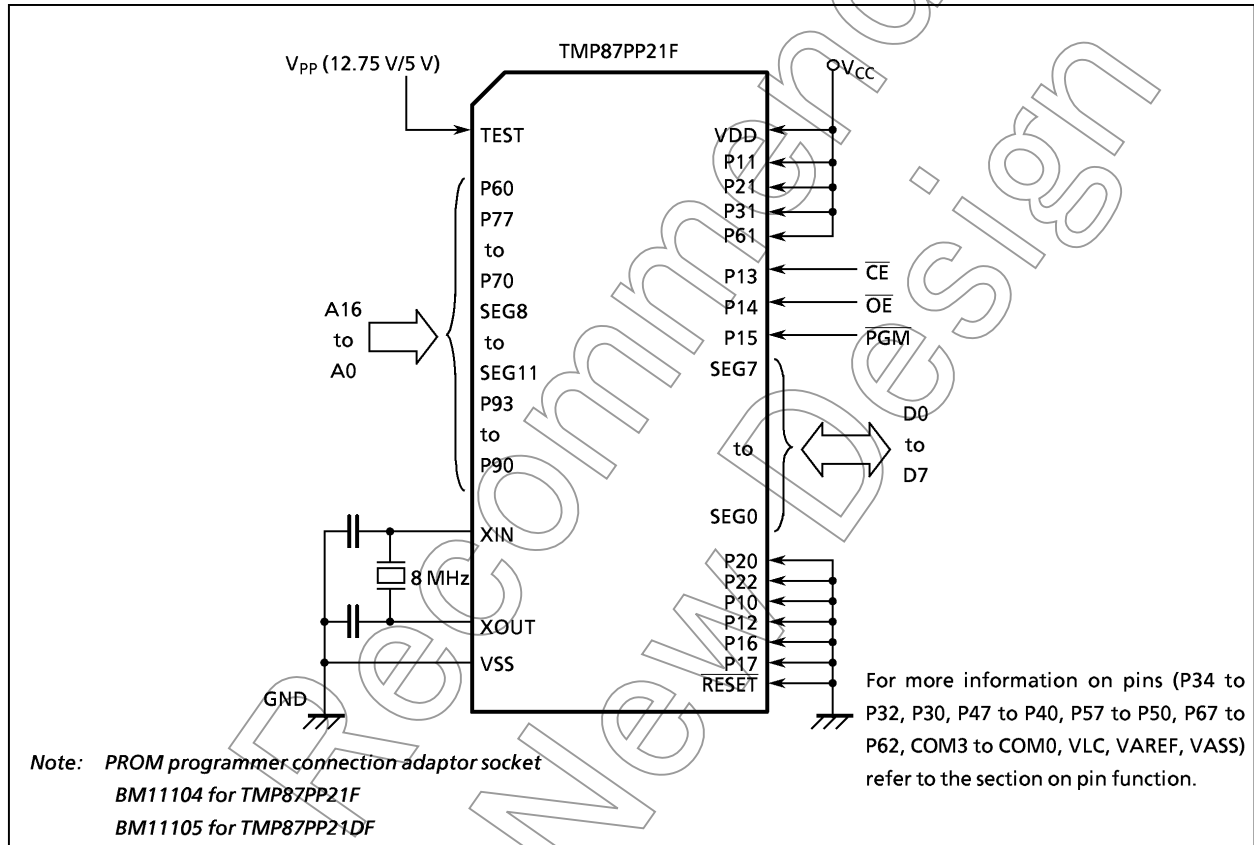 TMP87PP21F
VPP (12.75 V/5 V)
VCC
TEST
P60
P77
to
P70
SEG8
to
SEG11
P93
to
P90
XIN
XOUT
VSS
A16
to
A0
8 MHz
GND
VDD
P11
P21
P31
P61
P13
P14
P15
SEG7
to
SEG0
P20
P22
P10
P12
P16
P17
RESET
CE
OE
PGM
D0
to
D7
For more information on pins (P34 to
P32, P30, P47 to P40, P57 to P50, P67 to
P62, COM3 to COM0, VLC, VAREF, VASS)
refer to the section on pin function.
Note: PROM programmer connection adaptor socket
BM11104 for TMP87PP21F
BM11105 for TMP87PP21DF
New Design